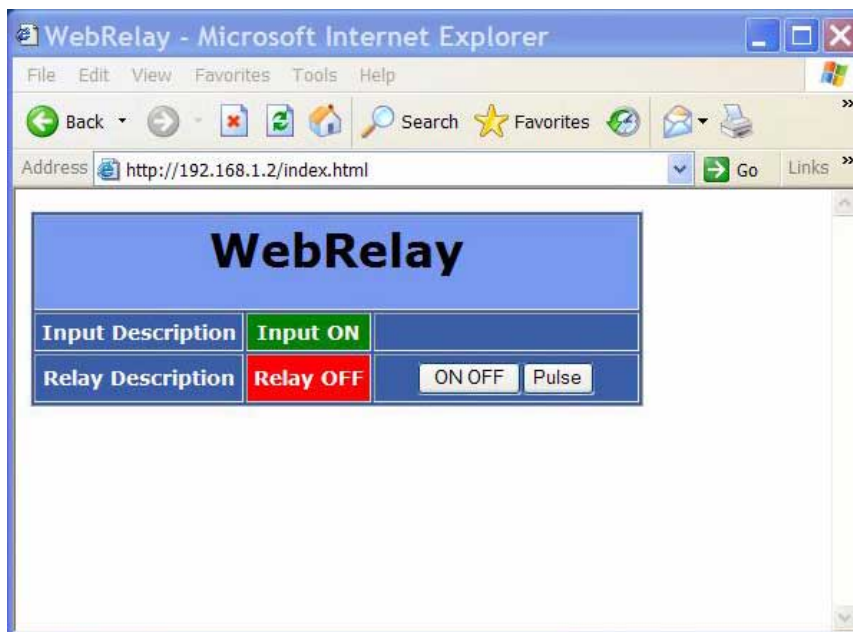 WebRelay - Microsoft Internet Explorer
File Edit View Favorites Tools Help
Back Search Favorites »
Address http://192.168.1.2/index.html Go Links »
WebRelay
Input Description Input ON
Relay Description Relay OFF ON OFF Pulse